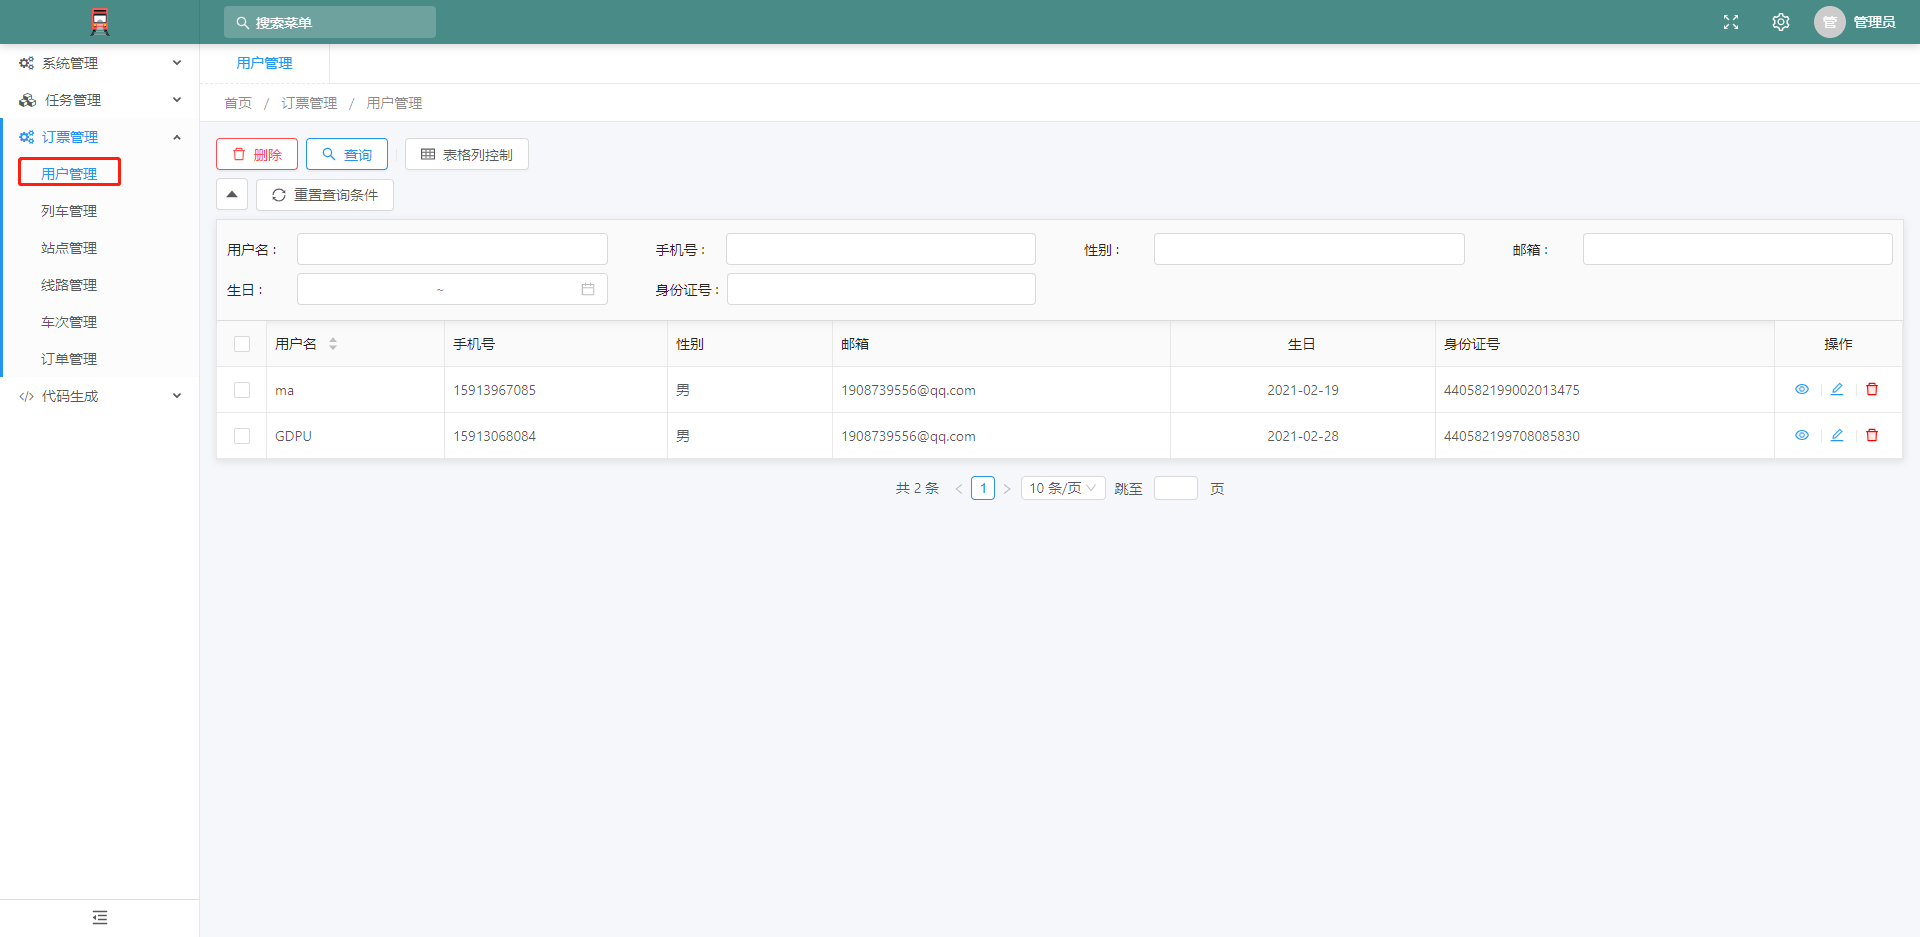 搜索菜单
管 管理员
系统管理
任务管理
订票管理
用户管理
列车管理
站点管理
线路管理
车次管理
订单管理
代码生成
用户管理
首页 / 订票管理 / 用户管理
删除 查询 表格列控制
重置查询条件
用户名： 手机号： 性别： 邮箱：
生日： ~ 身份证号：
用户名 手机号 性别 邮箱 生日 身份证号 操作
ma 15913967085 男 1908739556@qq.com 2021-02-19 440582199002013475
GDPU 15913068084 男 1908739556@qq.com 2021-02-28 440582199708085830
共 2 条 < 1 > 10 条/页 跳至 页